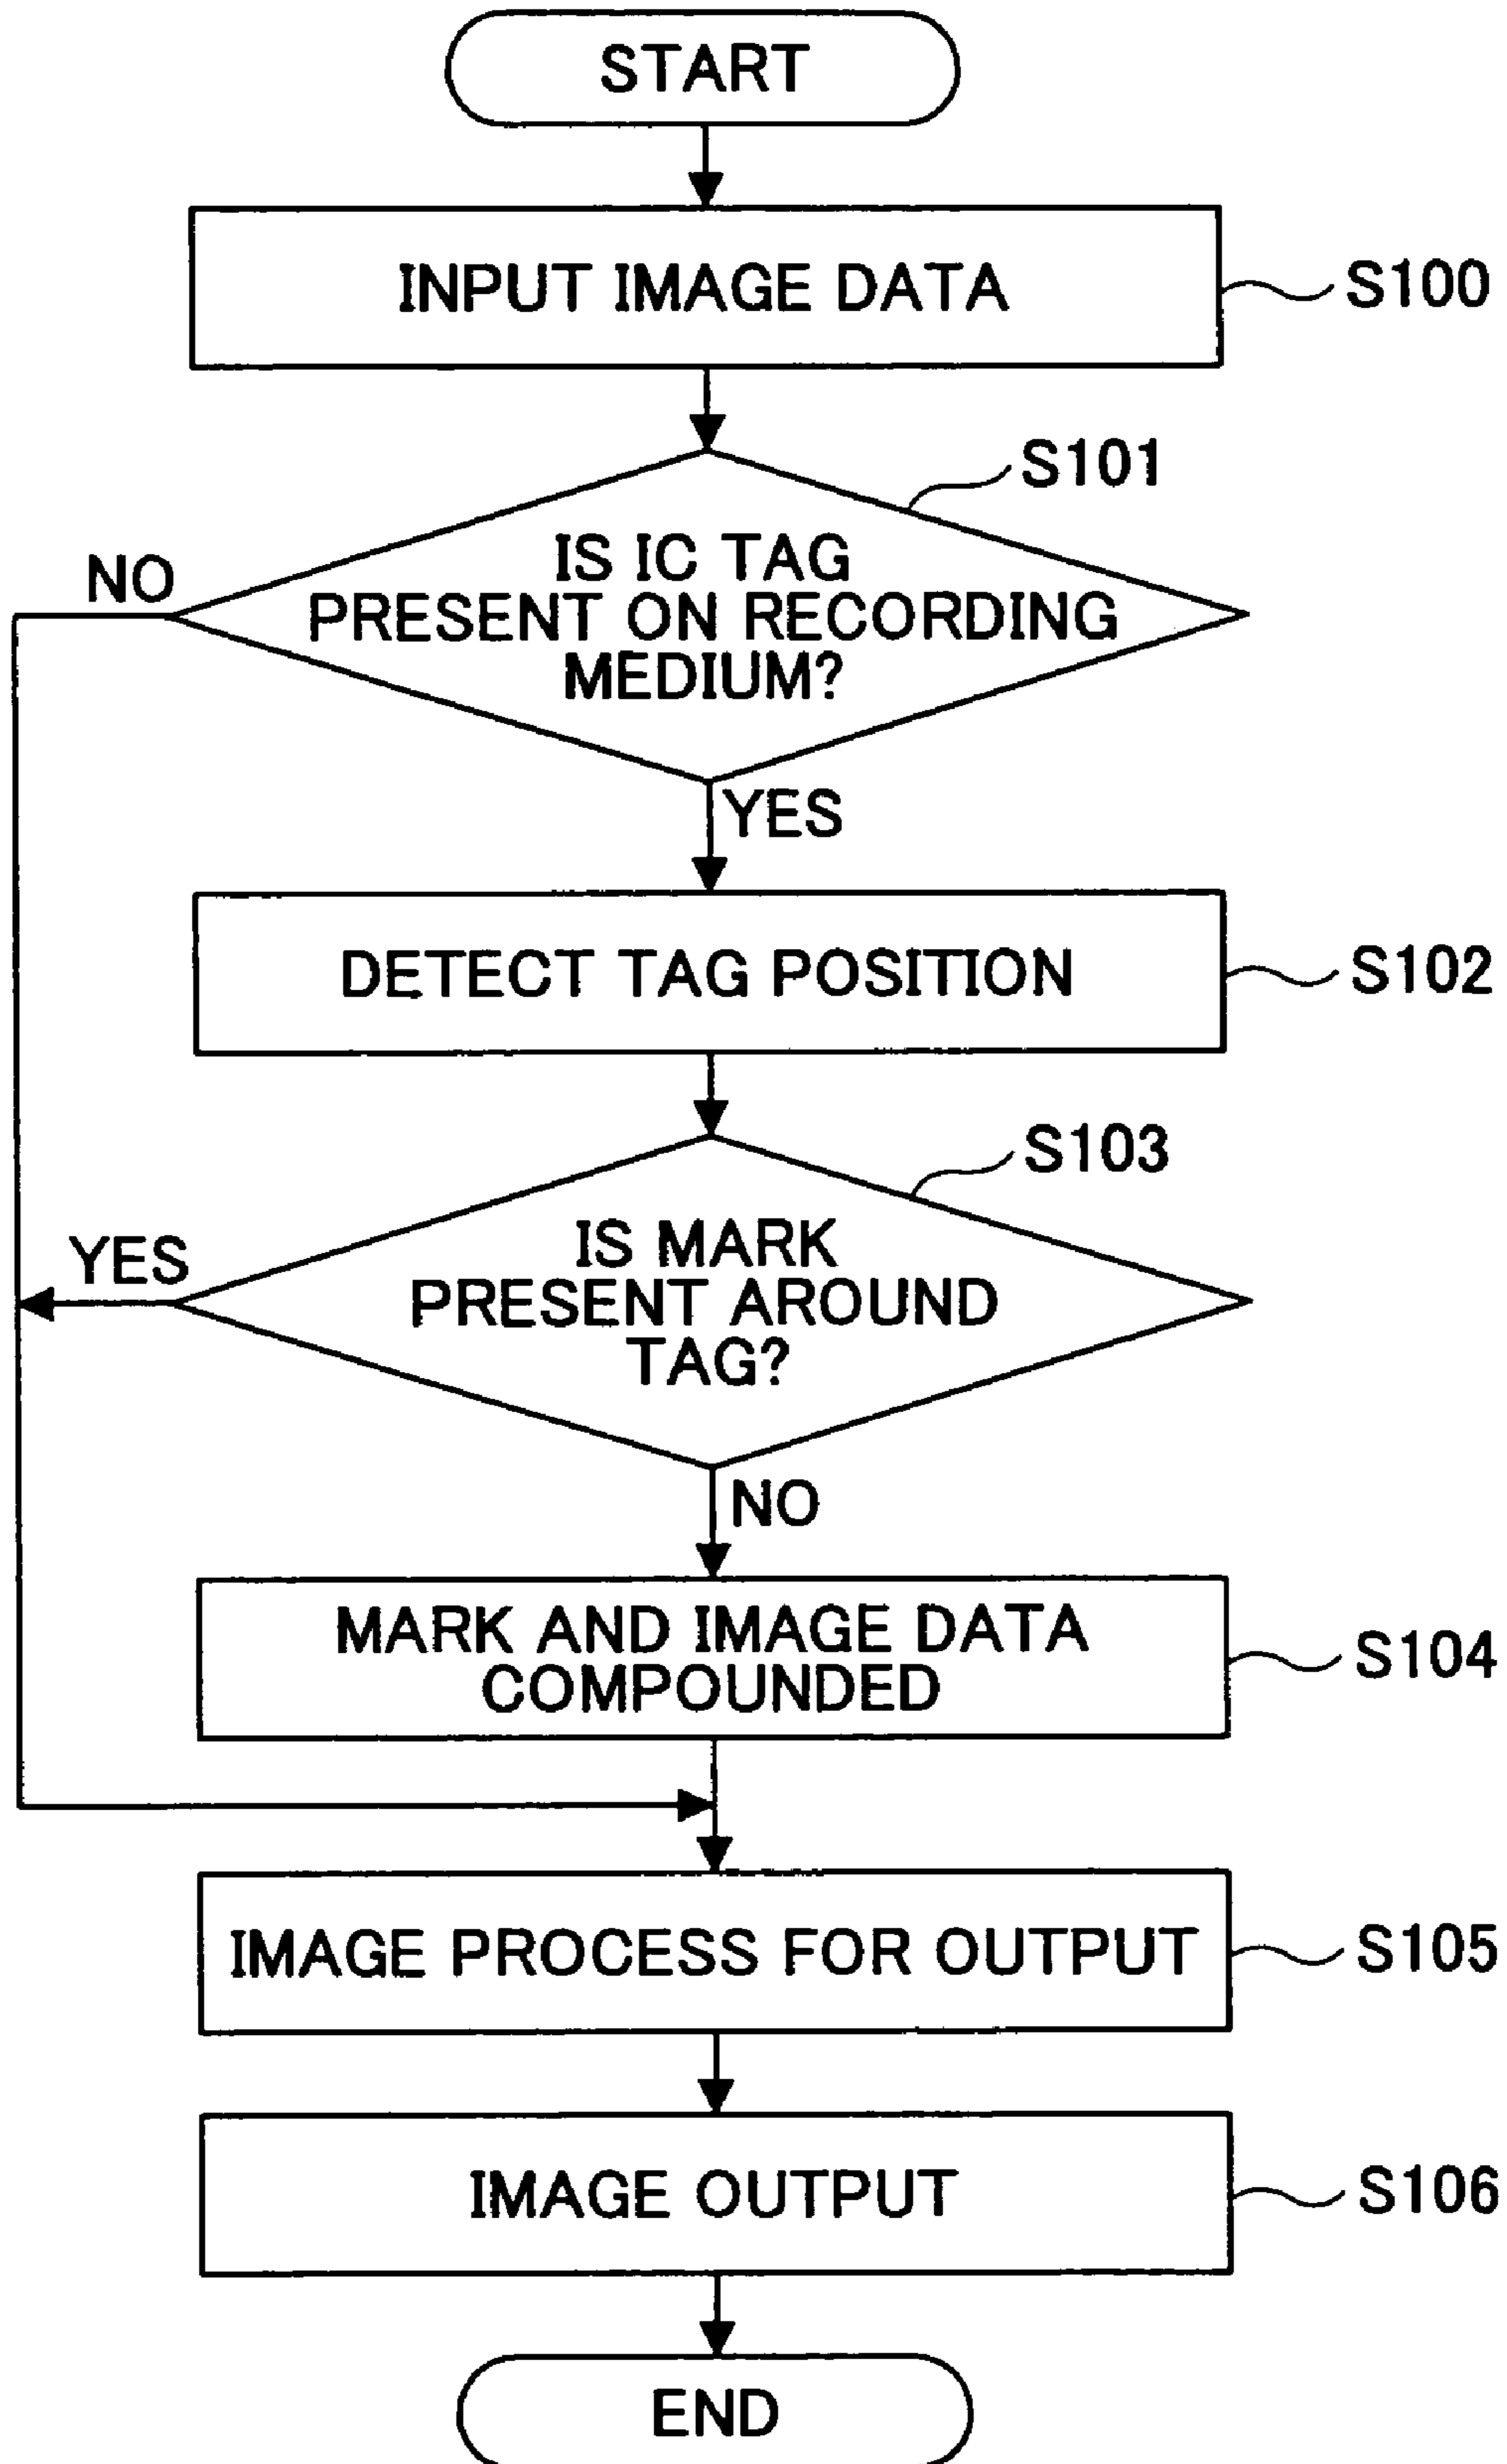 START
INPUT IMAGE DATA
S100
S101
IS IC TAG
PRESENT ON RECORDING
MEDIUM?
NO
YES
DETECT TAG POSITION
S102
S103
IS MARK
PRESENT AROUND
TAG?
YES
NO
MARK AND IMAGE DATA
COMPOUNDED
S104
IMAGE PROCESS FOR OUTPUT
S105
IMAGE OUTPUT
S106
END